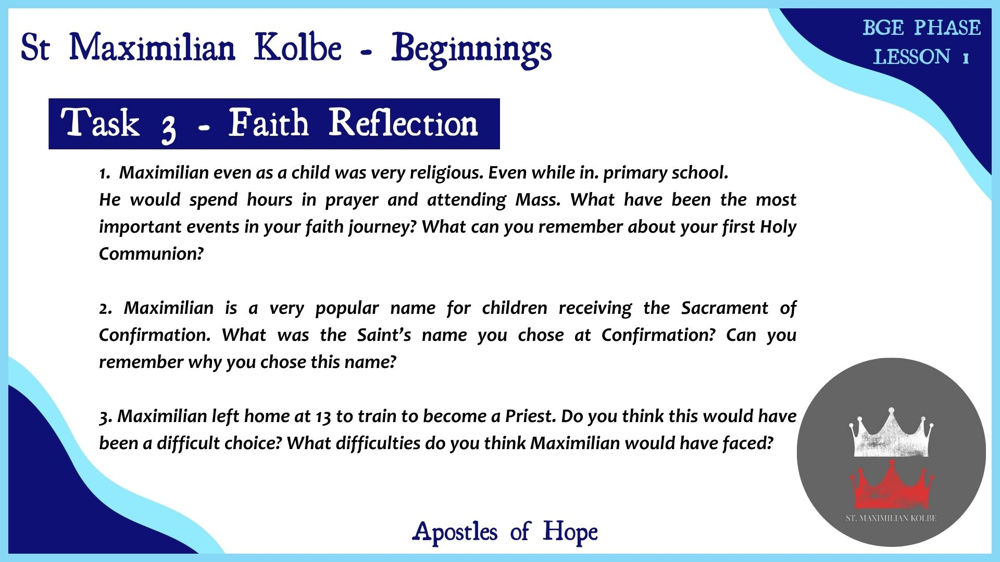 St Maximilian Kolbe - Beginnings
BGE PHASE
LESSON 1
Task 3 - Faith Reflection
1. Maximilian even as a child was very religious. Even while in. primary school.
He would spend hours in prayer and attending Mass. What have been the most
important events in your faith journey? What can you remember about your first Holy
Communion?
2. Maximilian is a very popular name for children receiving the Sacrament of
Confirmation. What was the Saint’s name you chose at Confirmation? Can you
remember why you chose this name?
3. Maximilian left home at 13 to train to become a Priest. Do you think this would have
been a difficult choice? What difficulties do you think Maximilian would have faced?
ST. MAXIMILIAN KOLBE
Apostles of Hope